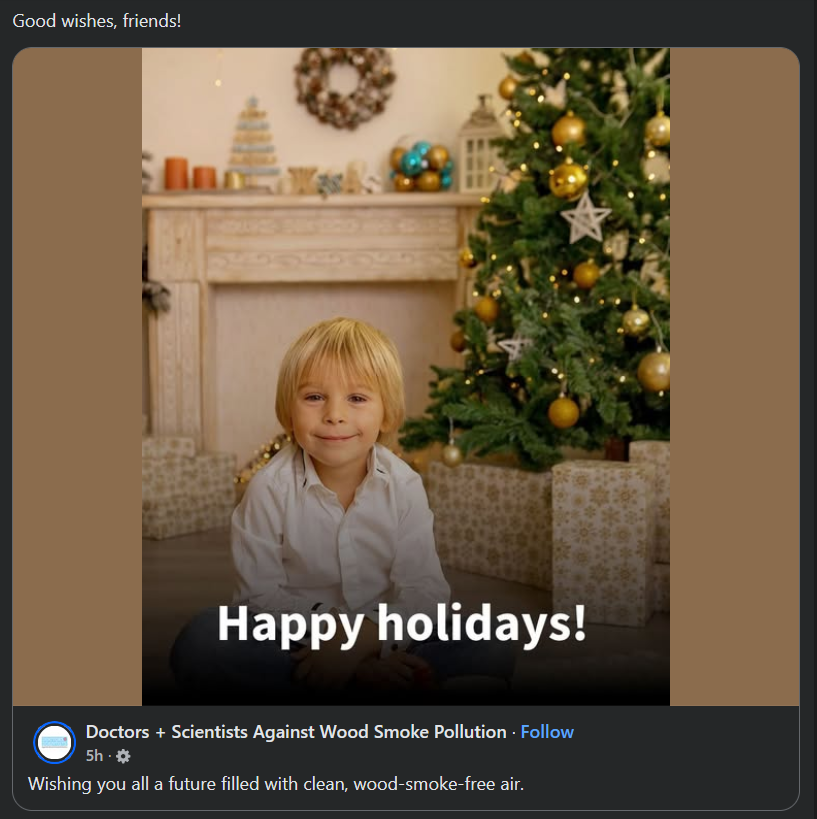 Good wishes, friends!
Happy holidays!
Doctors + Scientists Against Wood Smoke Pollution · Follow
5h ·
Wishing you all a future filled with clean, wood-smoke-free air.